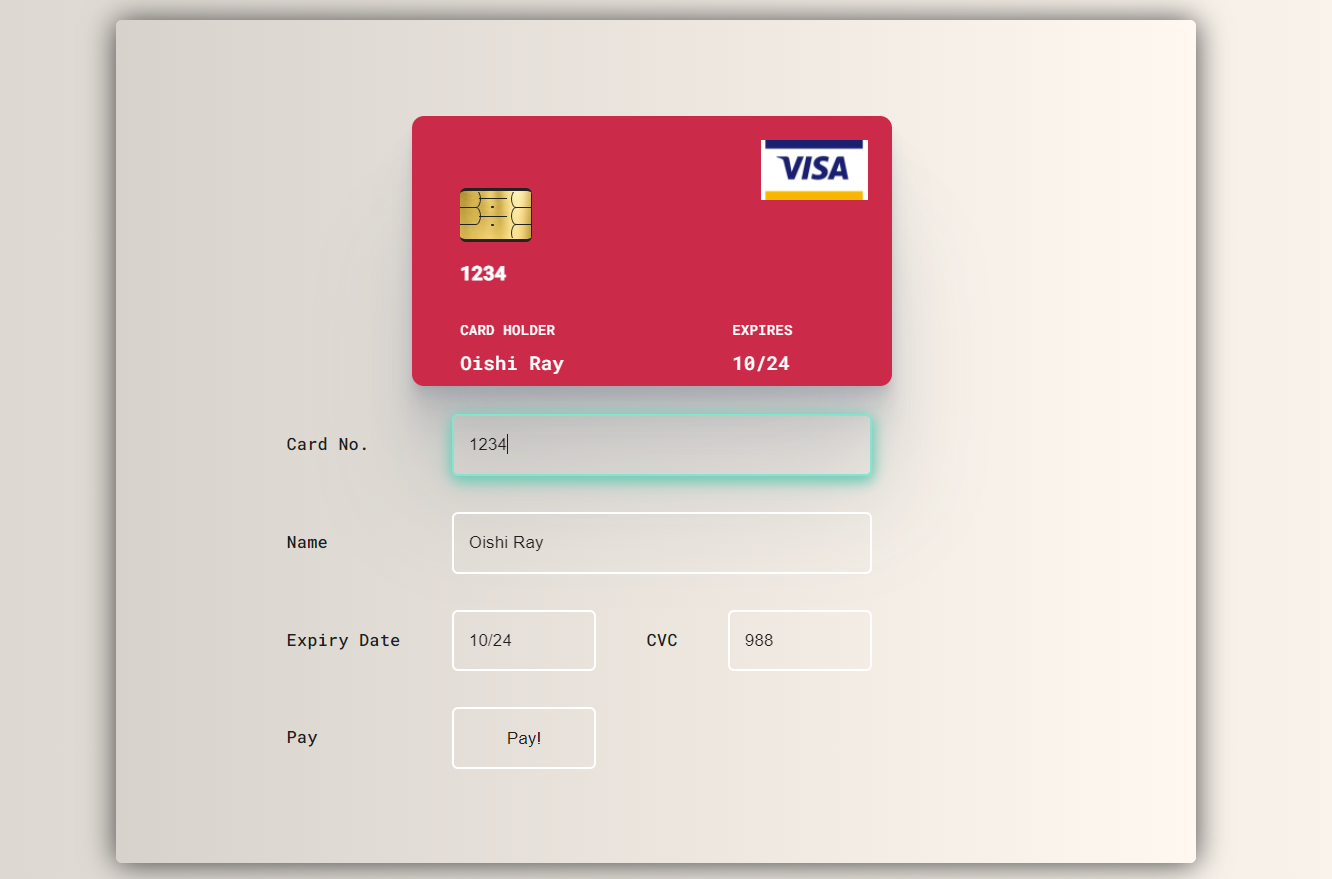 VISA
1234
CARD HOLDER EXPIRES
Oishi Ray 10/24
Card No. 1234
Name Oishi Ray
Expiry Date 10/24 CVC 988
Pay Pay!